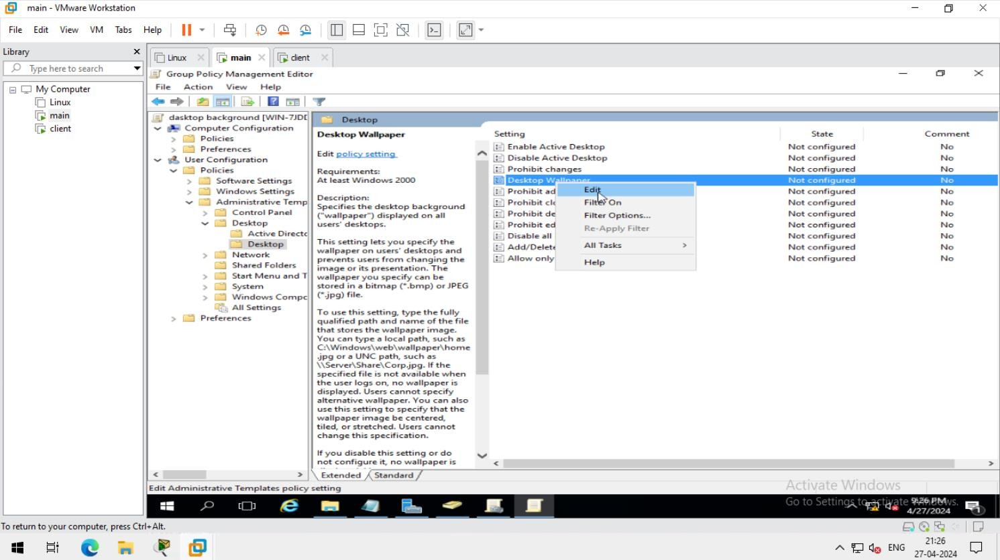 main - VMware Workstation
File Edit View VM Tabs Help
Library
Type here to search
My Computer
Linux
main
client
Linux main client
Group Policy Management Editor
File Action View Help
dasktop background [WIN-7JDD
Computer Configuration
Policies
Preferences
User Configuration
Policies
Software Settings
Windows Settings
Administrative Temp
Control Panel
Desktop
Active Directo
Desktop
Network
Shared Folders
Start Menu and T
System
Windows Compo
All Settings
Preferences
Desktop
Desktop Wallpaper
Edit policy setting
Requirements:
At least Windows 2000
Description:
Specifies the desktop background
("wallpaper") displayed on all
users' desktops.
This setting lets you specify the
wallpaper on users' desktops and
prevents users from changing the
image or its presentation. The
wallpaper you specify can be
stored in a bitmap (*.bmp) or JPEG
(*.jpg) file.
To use this setting, type the fully
qualified path and name of the file
that stores the wallpaper image.
You can type a local path, such as
C:\Windows\web\wallpaper\home
.jpg or a UNC path, such as
\\Server\Share\Corp.jpg. If the
specified file is not available when
the user logs on, no wallpaper is
displayed. Users cannot specify
alternative wallpaper. You can also
use this setting to specify that the
wallpaper image be centered,
tiled, or stretched. Users cannot
change this specification.
If you disable this setting or do
not configure it, no wallpaper is
Setting State Comment
Enable Active Desktop Not configured No
Disable Active Desktop Not configured No
Prohibit changes Not configured No
Desktop Wallpaper Not configured No
Prohibit ad Not configured No
Prohibit clo Not configured No
Prohibit de Not configured No
Prohibit ed Not configured No
Disable all Not configured No
Add/Delete Not configured No
Allow only Not configured No
Edit
Filter On
Filter Options...
Re-Apply Filter
All Tasks
Help
Extended Standard
Edit Administrative Templates policy setting
Activate Windows
Go to Settings to activate Windows.
9:26 PM
4/27/2024
1
To return to your computer, press Ctrl+Alt.
ENG
21:26
27-04-2024